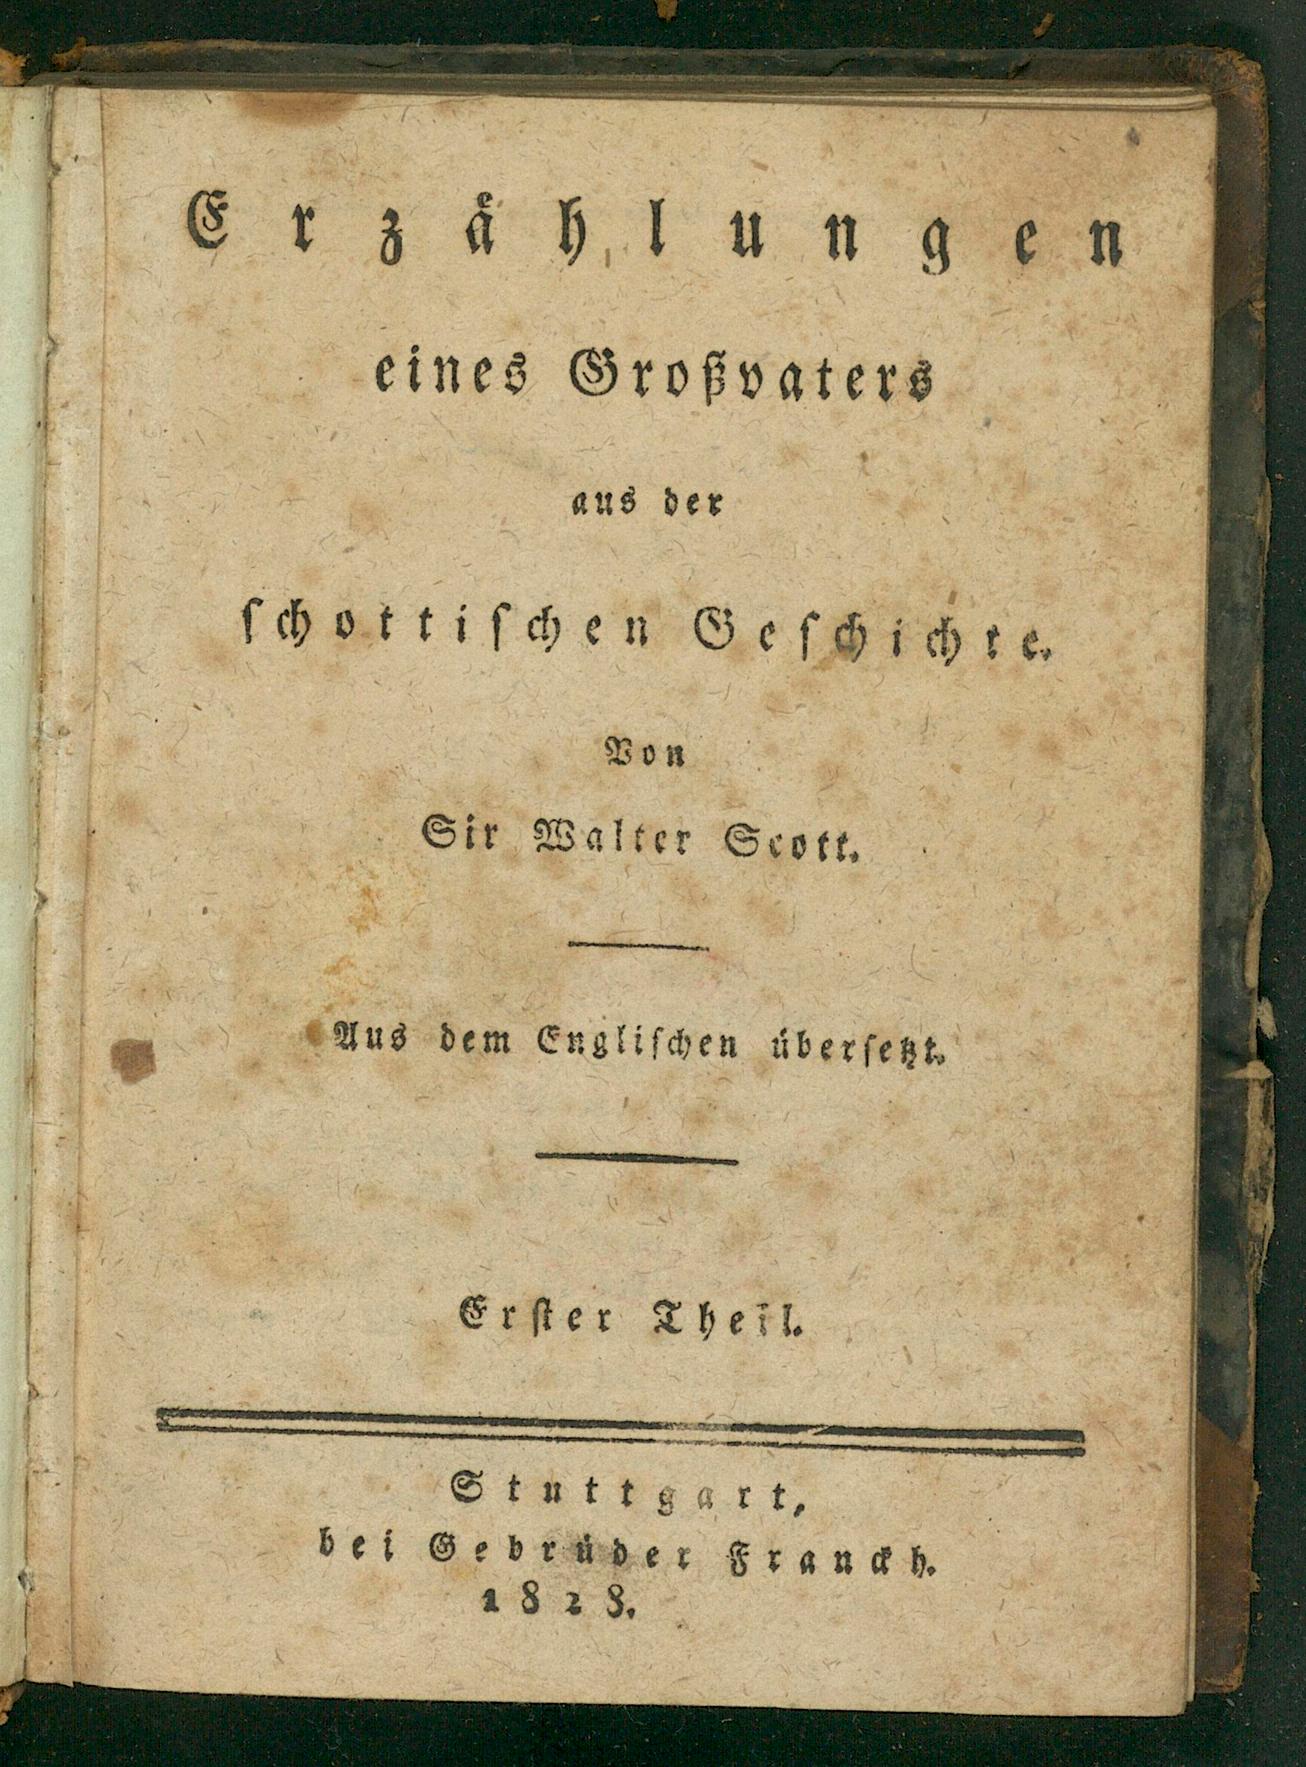 Erzählungen
eines Großvaters
aus der
schottischen Geschichte.
Von
Sir Walter Scott.
Aus dem Englischen übersetzt.
Erster Theil.
Stuttgart,
bei Gebrüder Franckh.
1828.